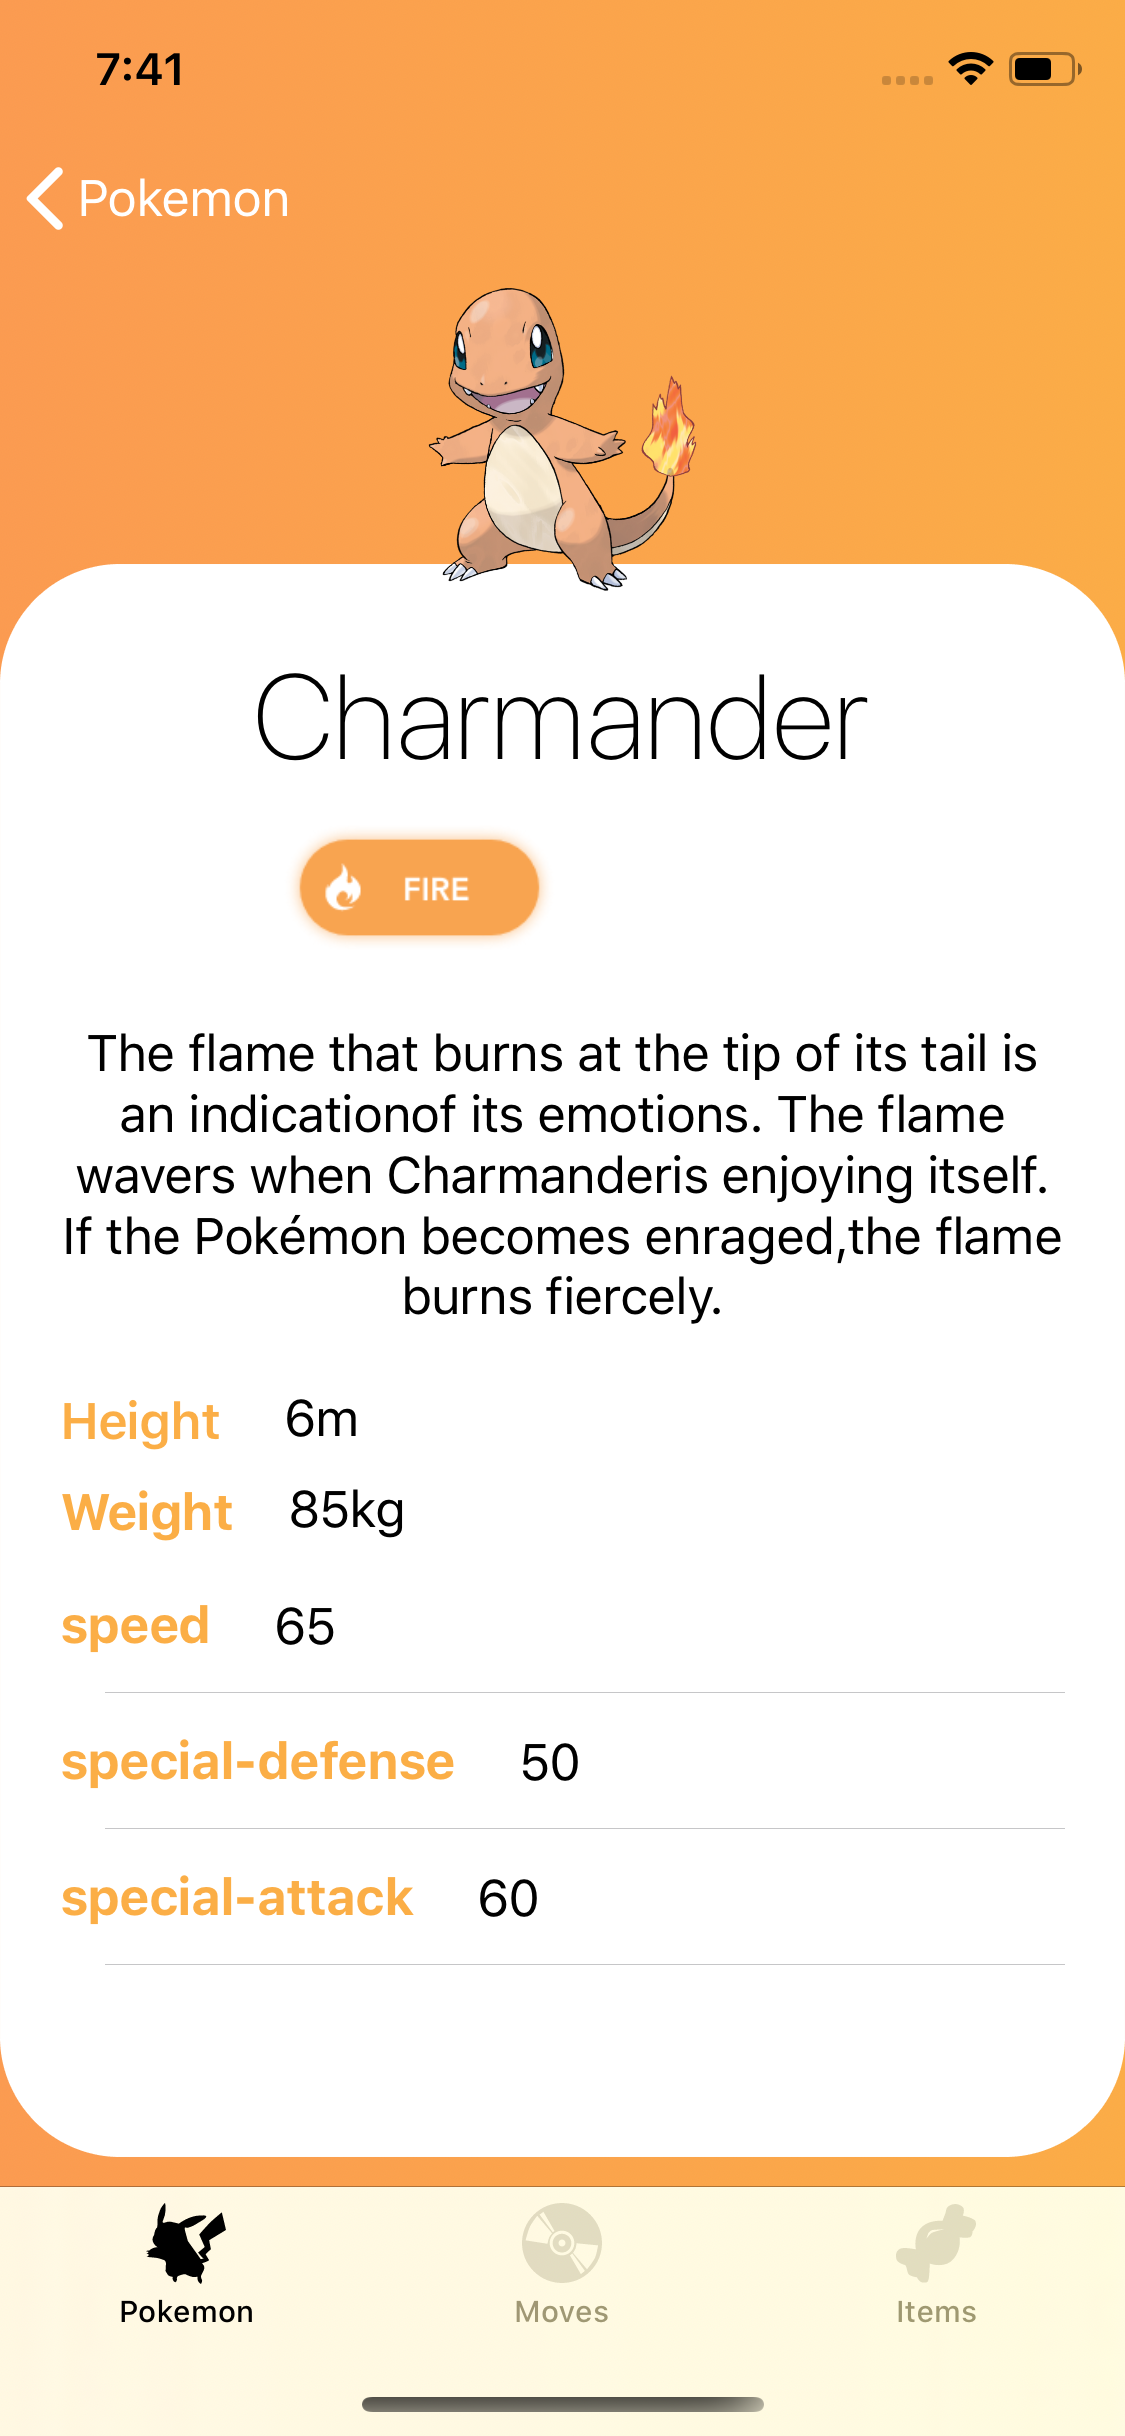 7:41
Pokemon
Charmander
FIRE
The flame that burns at the tip of its tail is
an indicationof its emotions. The flame
wavers when Charmanderis enjoying itself.
If the Pokémon becomes enraged,the flame
burns fiercely.
Height 6m
Weight 85kg
speed 65
special-defense 50
special-attack 60
Pokemon Moves Items